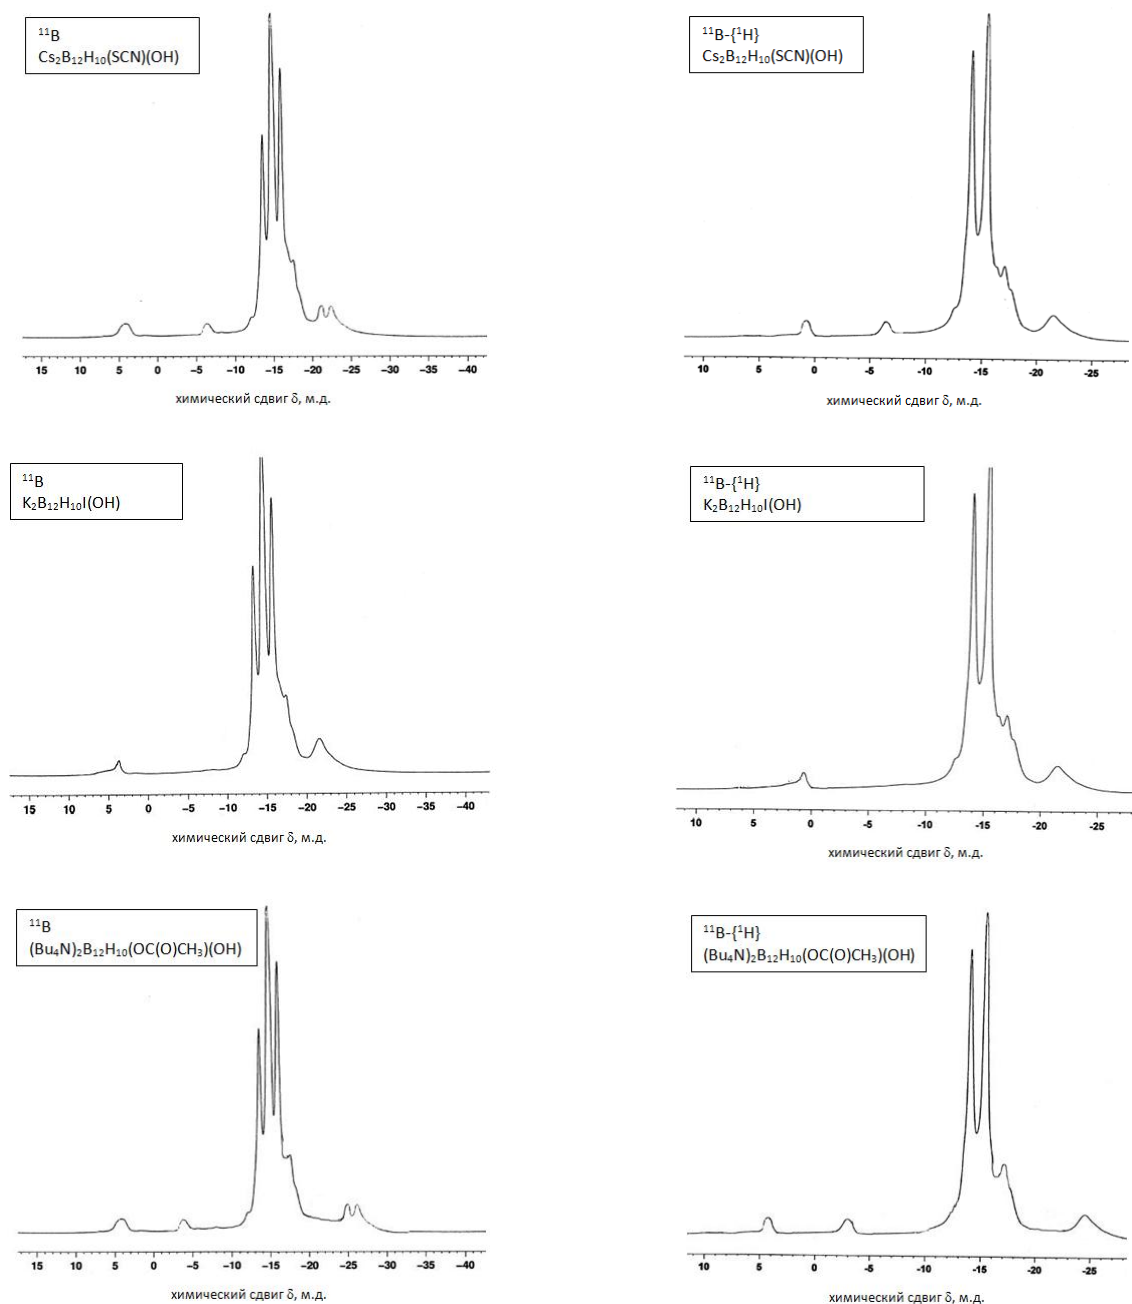 ¹¹B
Cs₂B₁₂H₁₀(SCN)(OH)
15 10 5 0 −5 −10 −15 −20 −25 −30 −35 −40
химический сдвиг δ, м.д.
¹¹B-{¹H}
Cs₂B₁₂H₁₀(SCN)(OH)
10 5 0 -5 -10 -15 -20 -25
химический сдвиг δ, м.д.
¹¹B
K₂B₁₂H₁₀I(OH)
15 10 5 0 −5 −10 −15 −20 −25 −30 −35 −40
химический сдвиг δ, м.д.
¹¹B-{¹H}
K₂B₁₂H₁₀I(OH)
10 5 0 -5 -10 -15 -20 -25
химический сдвиг δ, м.д.
¹¹B
(Bu₄N)₂B₁₂H₁₀(OC(O)CH₃)(OH)
15 10 5 0 −5 −10 −15 −20 −25 −30 −35 −40
химический сдвиг δ, м.д.
¹¹B-{¹H}
(Bu₄N)₂B₁₂H₁₀(OC(O)CH₃)(OH)
10 5 0 -5 -10 -15 -20 -25
химический сдвиг δ, м.д.